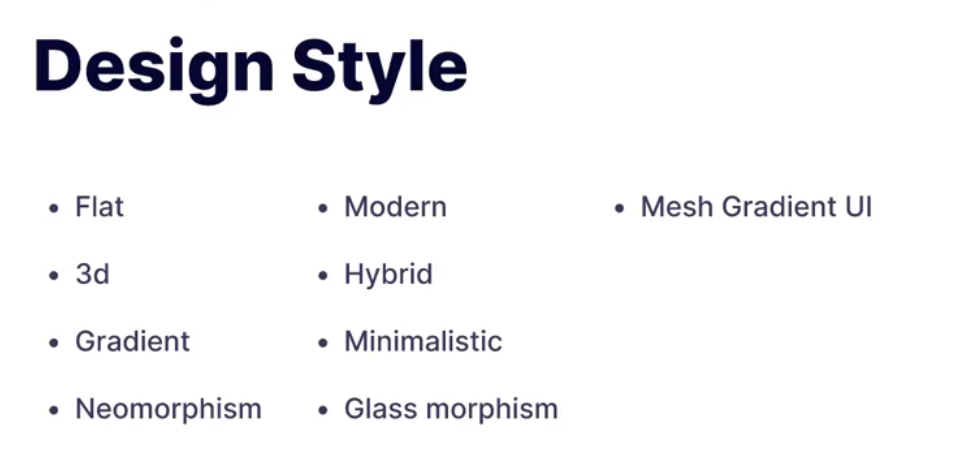 Design Style
Flat
3d
Gradient
Neomorphism
Modern
Hybrid
Minimalistic
Glass morphism
Mesh Gradient UI